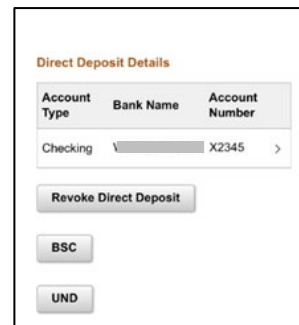 Direct Deposit Details
Account Type Bank Name Account Number
Checking X2345 >
Revoke Direct Deposit
BSC
UND